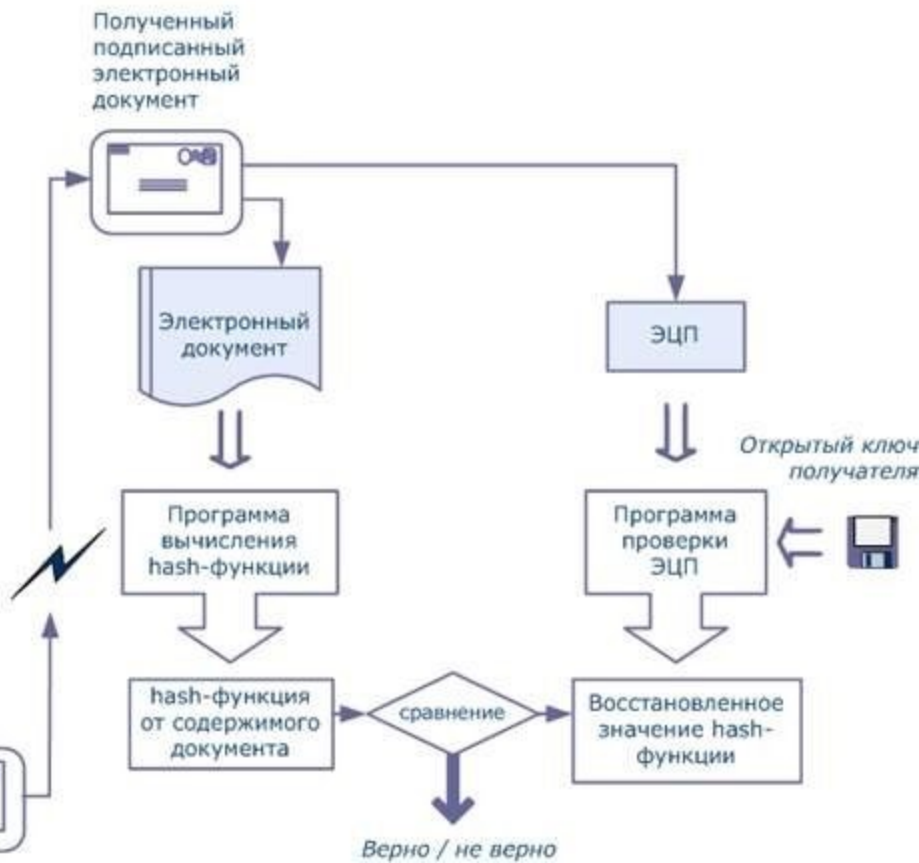 Полученный
подписанный
электронный
документ
Электронный
документ
ЭЦП
Открытый ключ
получателя
Программа
вычисления
hash-функции
Программа
проверки
ЭЦП
hash-функция
от содержимого
документа
сравнение
Восстановленное
значение hash-
функции
Верно / не верно